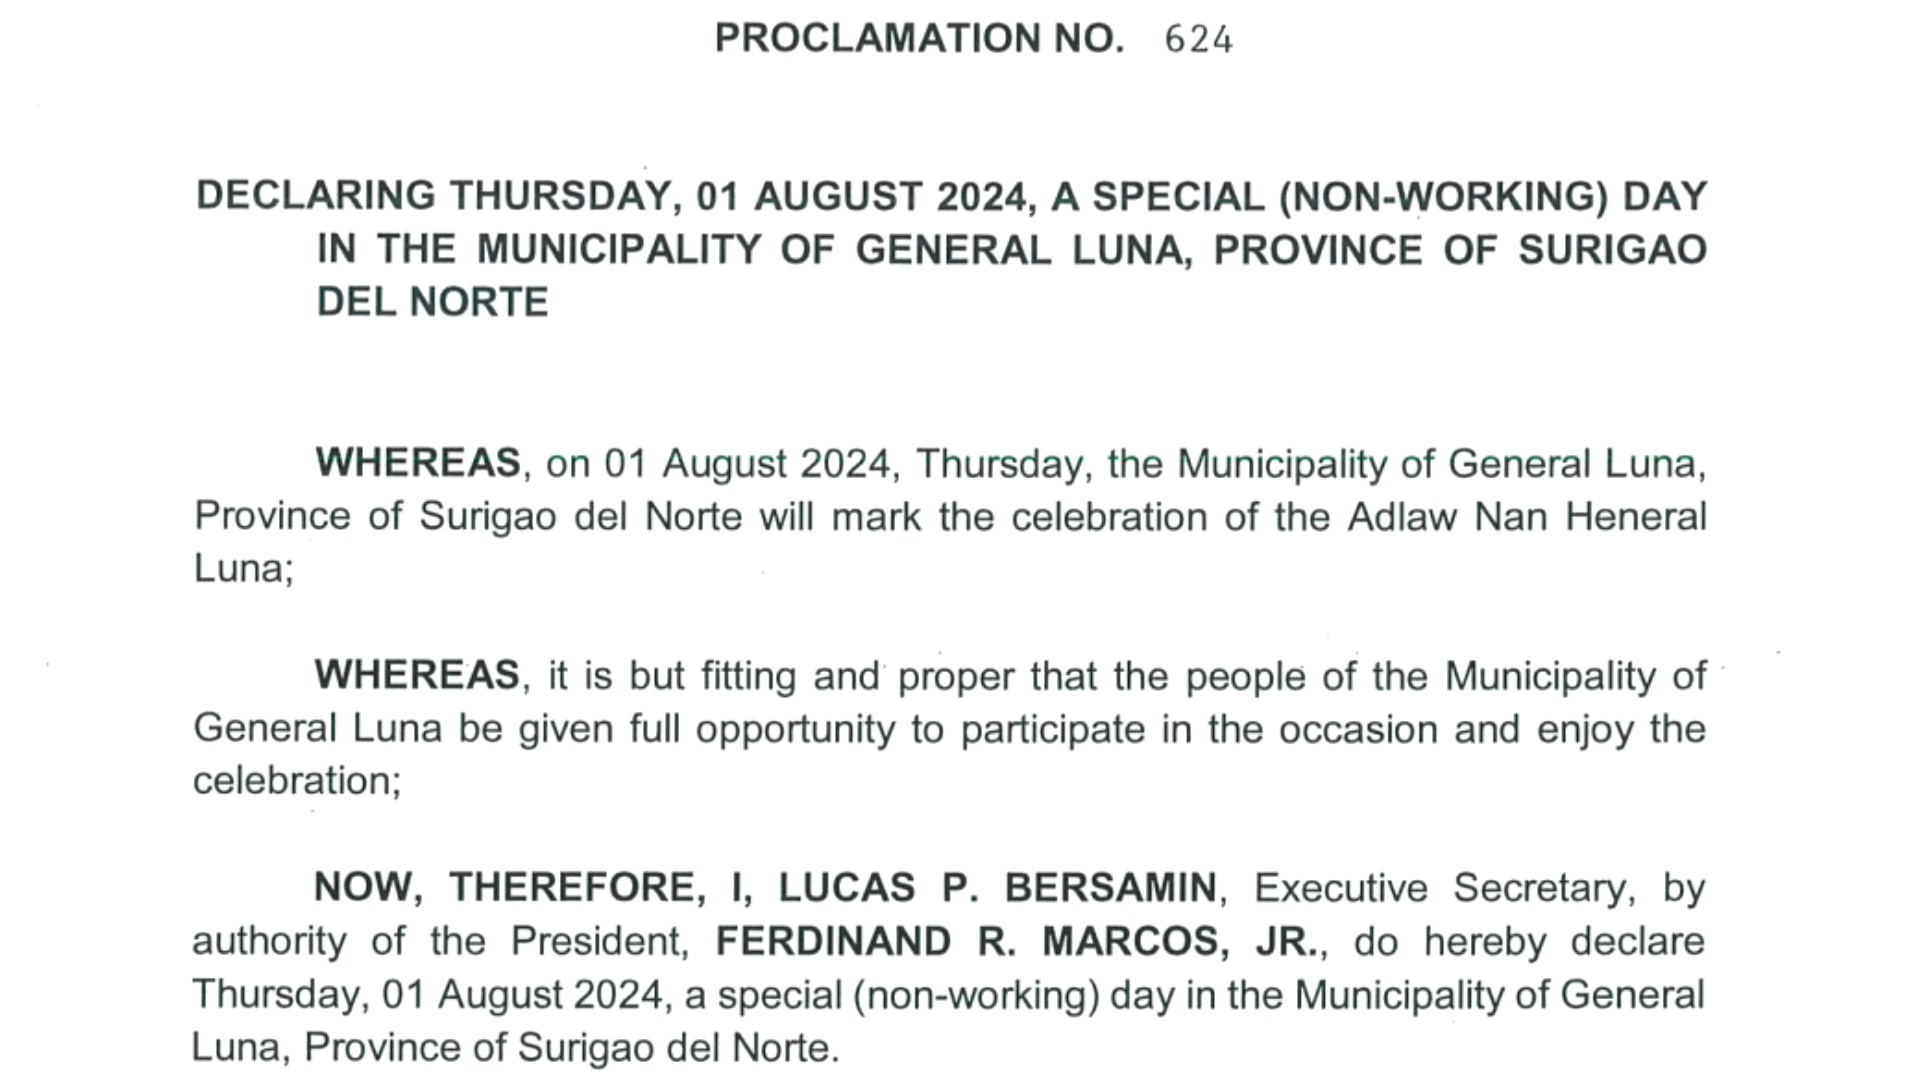 PROCLAMATION NO. 624
DECLARING THURSDAY, 01 AUGUST 2024, A SPECIAL (NON-WORKING) DAY
IN THE MUNICIPALITY OF GENERAL LUNA, PROVINCE OF SURIGAO
DEL NORTE
WHEREAS, on 01 August 2024, Thursday, the Municipality of General Luna,
Province of Surigao del Norte will mark the celebration of the Adlaw Nan Heneral
Luna;
WHEREAS, it is but fitting and proper that the people of the Municipality of
General Luna be given full opportunity to participate in the occasion and enjoy the
celebration;
NOW, THEREFORE, I, LUCAS P. BERSAMIN, Executive Secretary, by
authority of the President, FERDINAND R. MARCOS, JR., do hereby declare
Thursday, 01 August 2024, a special (non-working) day in the Municipality of General
Luna, Province of Surigao del Norte.